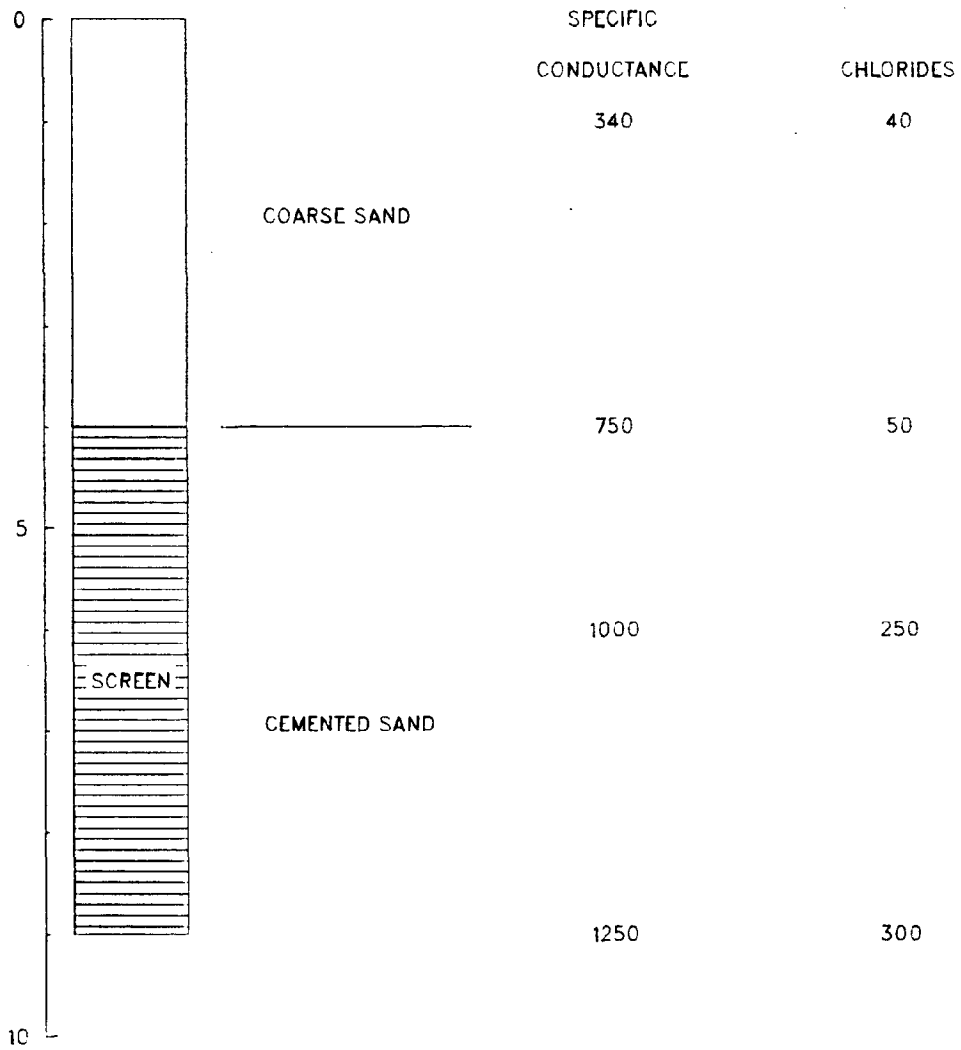 0
SPECIFIC
CONDUCTANCE CHLORIDES
340 40
COARSE SAND
750 50
5
1000 250
SCREEN
CEMENTED SAND
1250 300
10